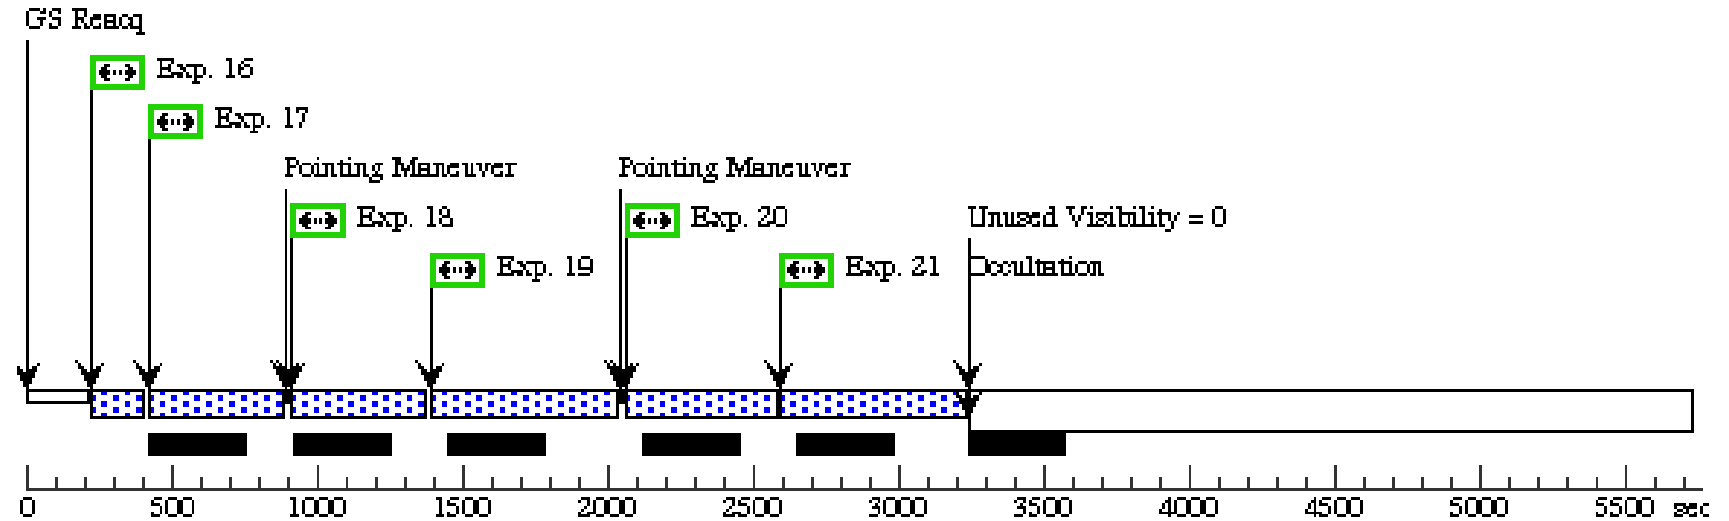 GS Reacq
Exp. 16
Exp. 17
Pointing Maneuver Pointing Maneuver
Exp. 18 Exp. 20 Unused Visibility = 0
Exp. 19 Exp. 21 Occultation
0 500 1000 1500 2000 2500 3000 3500 4000 4500 5000 5500 sec